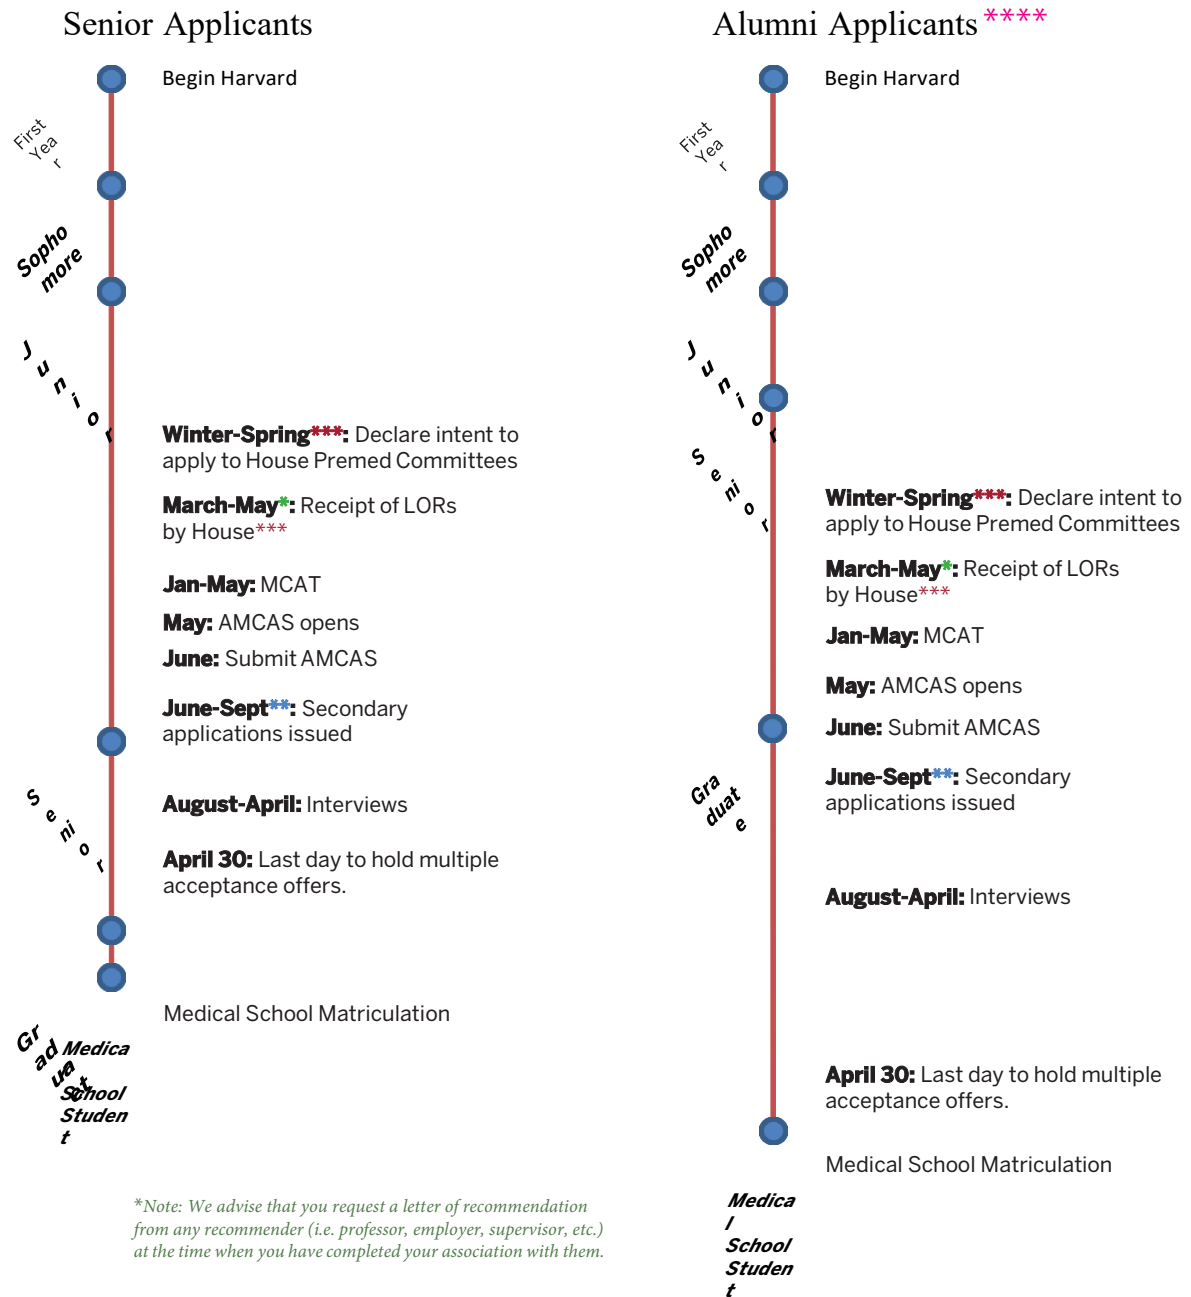 Senior Applicants
Begin Harvard
First
Yea
r
Sopho
more
Junior
Winter-Spring***: Declare intent to
apply to House Premed Committees
March-May*: Receipt of LORs
by House***
Jan-May: MCAT
May: AMCAS opens
June: Submit AMCAS
June-Sept**: Secondary
applications issued
Senior
August-April: Interviews
April 30: Last day to hold multiple
acceptance offers.
Medical School Matriculation
Gr
ad
ua
t
Medica
School
Studen
t
*Note: We advise that you request a letter of recommendation
from any recommender (i.e. professor, employer, supervisor, etc.)
at the time when you have completed your association with them.
Alumni Applicants****
Begin Harvard
First
Yea
r
Sopho
more
Junior
Senior
Winter-Spring***: Declare intent to
apply to House Premed Committees
March-May*: Receipt of LORs
by House***
Jan-May: MCAT
May: AMCAS opens
June: Submit AMCAS
June-Sept**: Secondary
applications issued
Gra
duat
e
August-April: Interviews
April 30: Last day to hold multiple
acceptance offers.
Medical School Matriculation
Medica
l
School
Studen
t